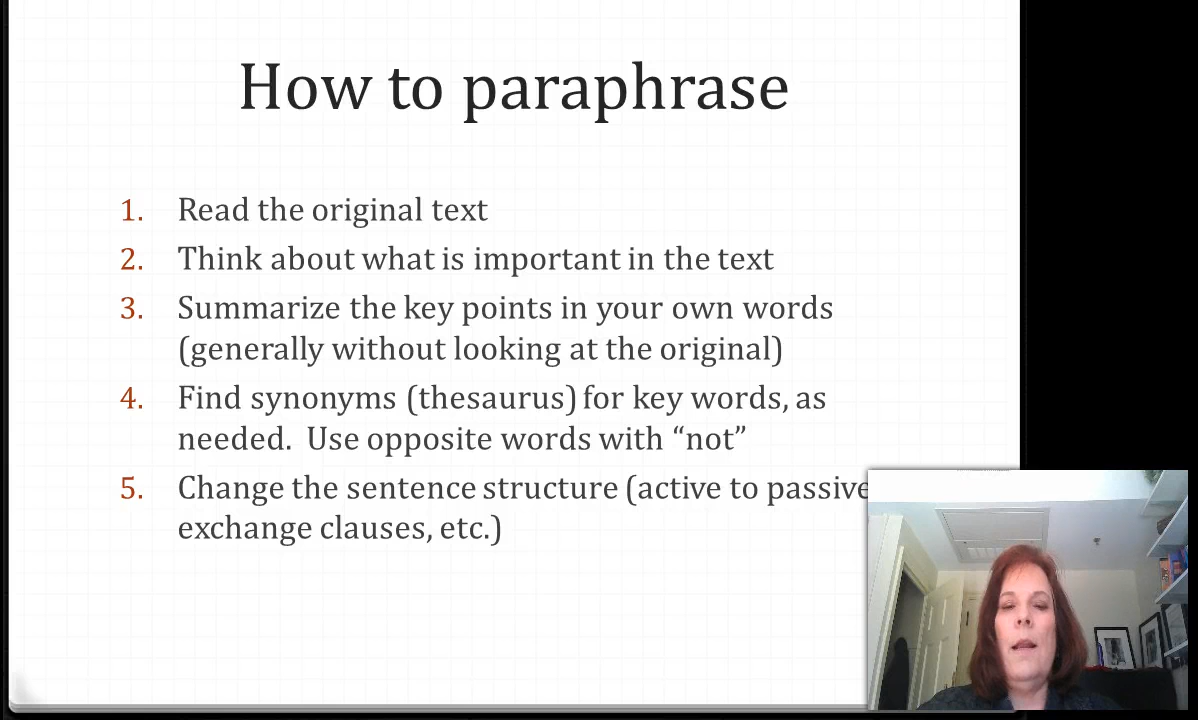 How to paraphrase
1. Read the original text
2. Think about what is important in the text
3. Summarize the key points in your own words
(generally without looking at the original)
4. Find synonyms (thesaurus) for key words, as
needed.  Use opposite words with “not”
5. Change the sentence structure (active to passive
exchange clauses, etc.)